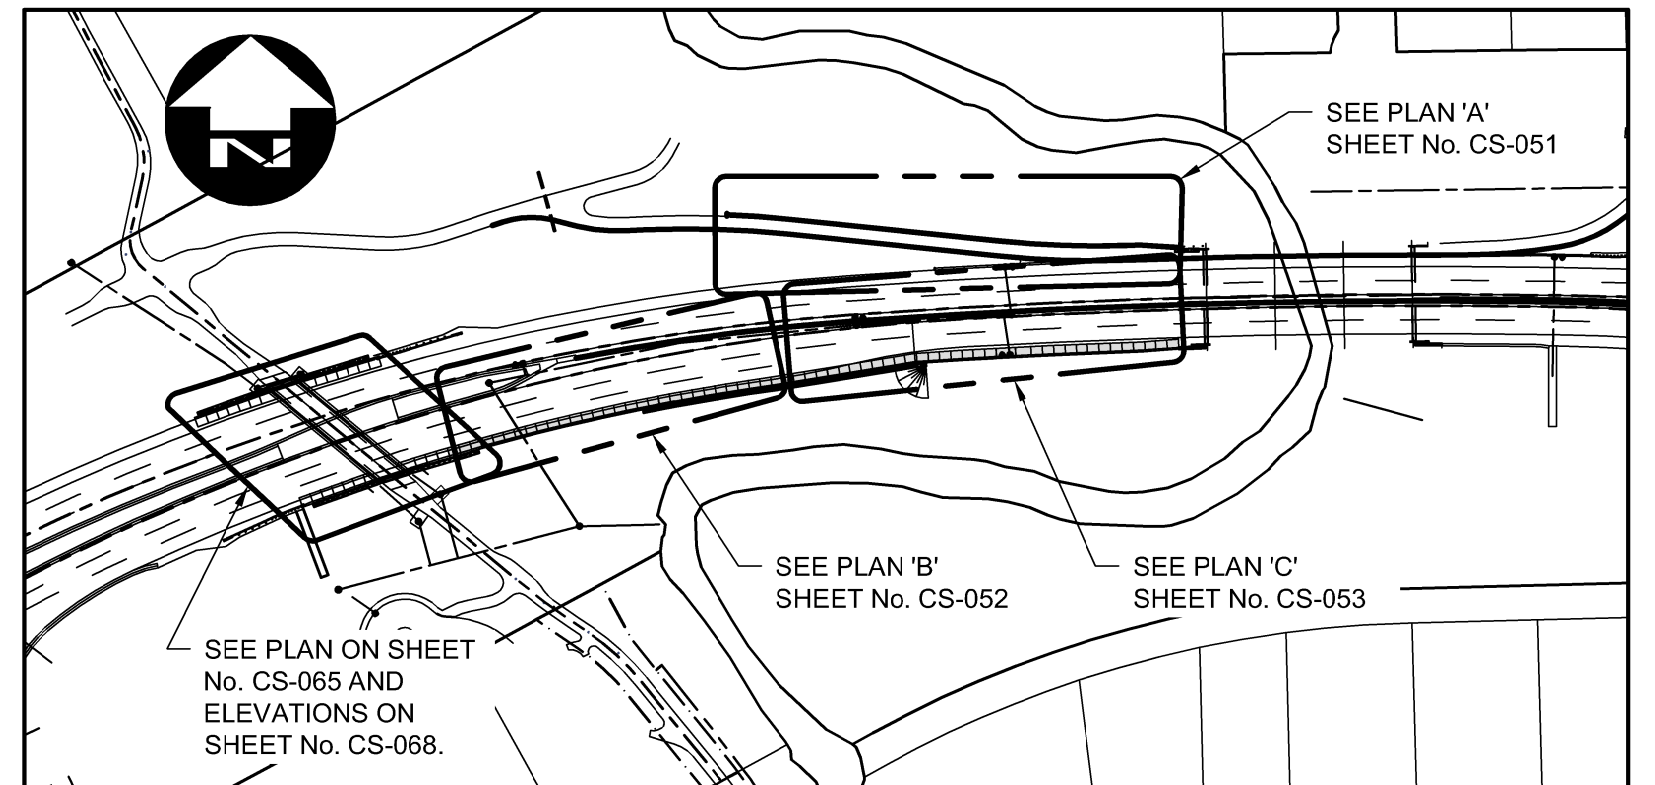 N
SEE PLAN 'A'
SHEET No. CS-051
SEE PLAN 'B'
SHEET No. CS-052
SEE PLAN 'C'
SHEET No. CS-053
SEE PLAN ON SHEET
No. CS-065 AND
ELEVATIONS ON
SHEET No. CS-068.